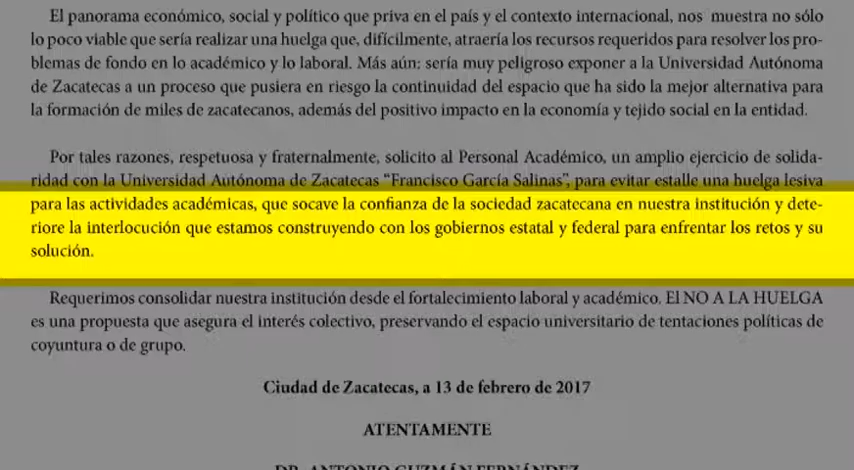 El panorama económico, social y político que priva en el país y el contexto internacional, nos muestra no sólo
lo poco viable que sería realizar una huelga que, difícilmente, atraería los recursos requeridos para resolver los pro-
blemas de fondo en lo académico y lo laboral. Más aún: sería muy peligroso exponer a la Universidad Autónoma
de Zacatecas a un proceso que pusiera en riesgo la continuidad del espacio que ha sido la mejor alternativa para
la formación de miles de zacatecanos, además del positivo impacto en la economía y tejido social en la entidad.
Por tales razones, respetuosa y fraternalmente, solicito al Personal Académico, un amplio ejercicio de solida-
ridad con la Universidad Autónoma de Zacatecas “Francisco García Salinas”, para evitar estalle una huelga lesiva
para las actividades académicas, que socave la confianza de la sociedad zacatecana en nuestra institución y dete-
riore la interlocución que estamos construyendo con los gobiernos estatal y federal para enfrentar los retos y su
solución.
Requerimos consolidar nuestra institución desde el fortalecimiento laboral y académico. El NO A LA HUELGA
es una propuesta que asegura el interés colectivo, preservando el espacio universitario de tentaciones políticas de
coyuntura o de grupo.
Ciudad de Zacatecas, a 13 de febrero de 2017
ATENTAMENTE
DR. ANTONIO GUZMÁN FERNÁNDEZ